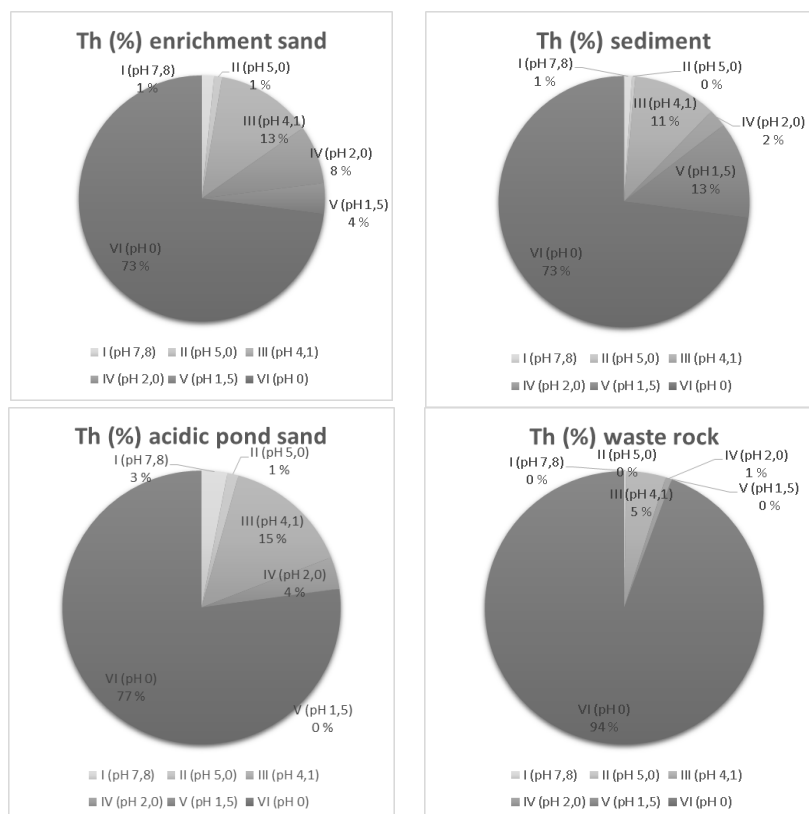 Th (%) enrichment sand
I (pH 7,8)
1 %
II (pH 5,0)
1 %
III (pH 4,1)
13 %
IV (pH 2,0)
8 %
V (pH 1,5)
4 %
VI (pH 0)
73 %
I (pH 7,8) II (pH 5,0) III (pH 4,1)
IV (pH 2,0) V (pH 1,5) VI (pH 0)
Th (%) sediment
I (pH 7,8)
1 %
II (pH 5,0)
0 %
III (pH 4,1)
11 %
IV (pH 2,0)
2 %
V (pH 1,5)
13 %
VI (pH 0)
73 %
I (pH 7,8) II (pH 5,0) III (pH 4,1)
IV (pH 2,0) V (pH 1,5) VI (pH 0)
Th (%) acidic pond sand
I (pH 7,8)
3 %
II (pH 5,0)
1 %
III (pH 4,1)
15 %
IV (pH 2,0)
4 %
VI (pH 0)
77 %
V (pH 1,5)
0 %
I (pH 7,8) II (pH 5,0) III (pH 4,1)
IV (pH 2,0) V (pH 1,5) VI (pH 0)
Th (%) waste rock
I (pH 7,8)
0 %
II (pH 5,0)
0 %
III (pH 4,1)
5 %
IV (pH 2,0)
1 %
V (pH 1,5)
0 %
VI (pH 0)
94 %
I (pH 7,8) II (pH 5,0) III (pH 4,1)
IV (pH 2,0) V (pH 1,5) VI (pH 0)